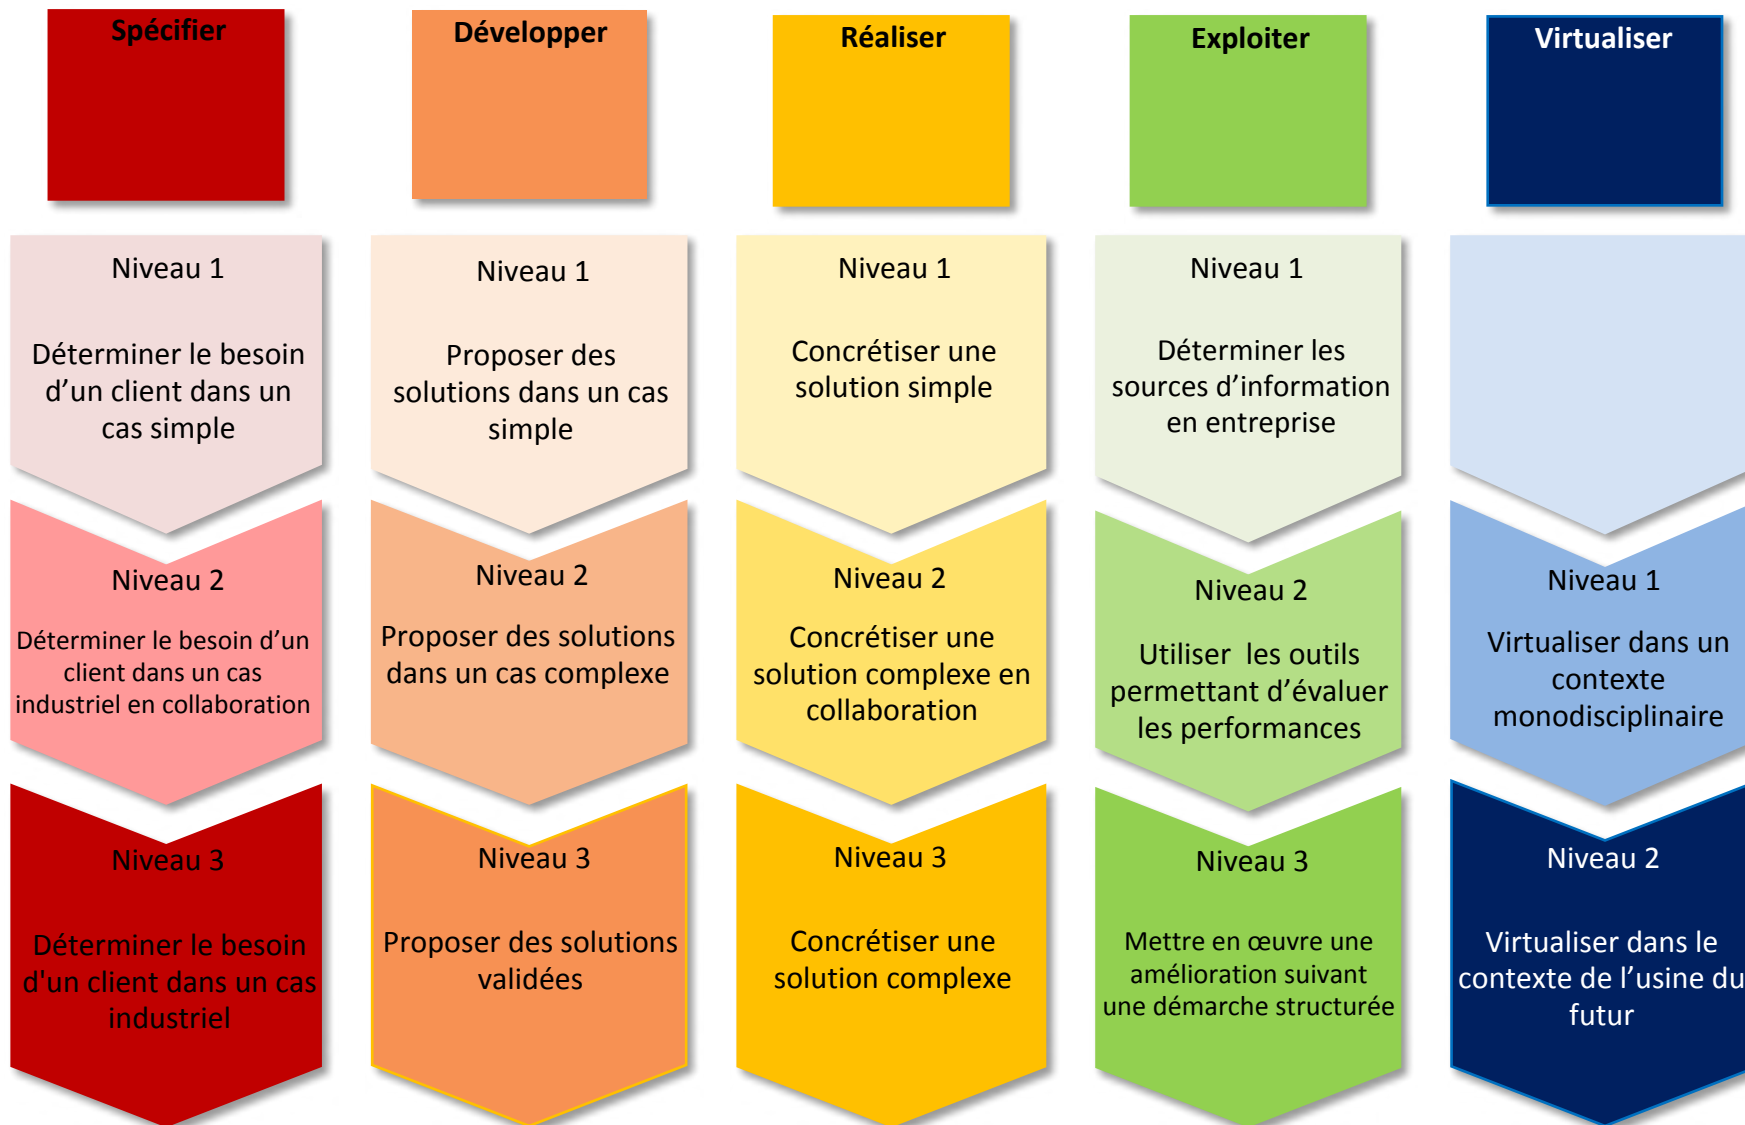 Spécifier
Développer
Réaliser
Exploiter
Virtualiser
Niveau 1
Déterminer le besoin
d’un client dans un
cas simple
Niveau 1
Proposer des
solutions dans un cas
simple
Niveau 1
Concrétiser une
solution simple
Niveau 1
Déterminer les
sources d’information
en entreprise
Niveau 2
Déterminer le besoin d’un
client dans un cas
industriel en collaboration
Niveau 2
Proposer des solutions
dans un cas complexe
Niveau 2
Concrétiser une
solution complexe en
collaboration
Niveau 2
Utiliser les outils
permettant d’évaluer
les performances
Niveau 1
Virtualiser dans un
contexte
monodisciplinaire
Niveau 3
Déterminer le besoin
d'un client dans un cas
industriel
Niveau 3
Proposer des solutions
validées
Niveau 3
Concrétiser une
solution complexe
Niveau 3
Mettre en œuvre une
amélioration suivant
une démarche structurée
Niveau 2
Virtualiser dans le
contexte de l’usine du
futur